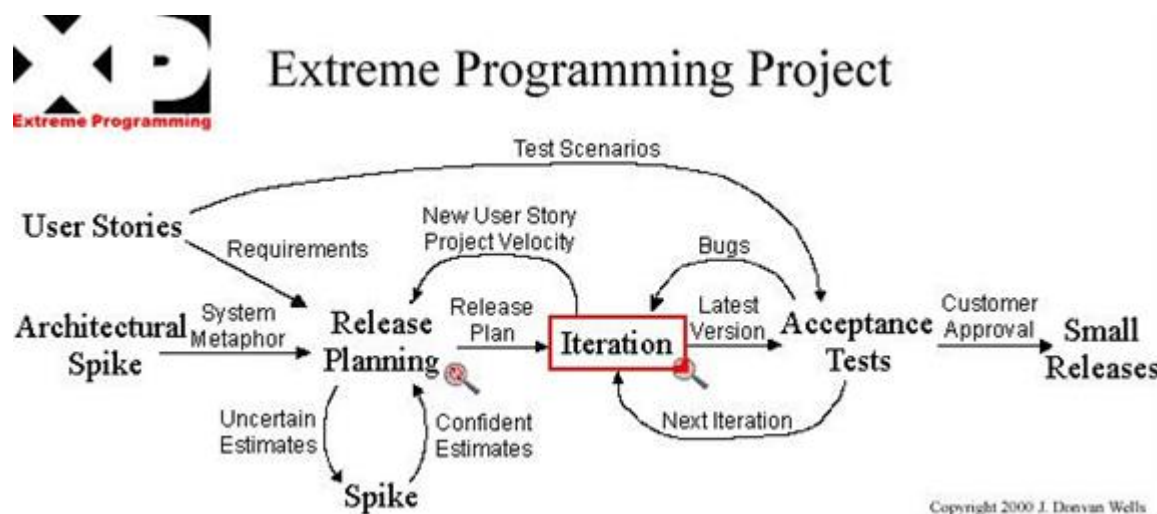 XP
Extreme Programming
Extreme Programming Project
Test Scenarios
User Stories
Requirements
New User Story
Project Velocity
Bugs
Architectural
Spike
System
Metaphor
Release
Planning
Release
Plan
Iteration
Latest
Version
Acceptance
Tests
Customer
Approval
Small
Releases
Uncertain
Estimates
Confident
Estimates
Next Iteration
Spike
Copyright 2000 J. Donvan Wells